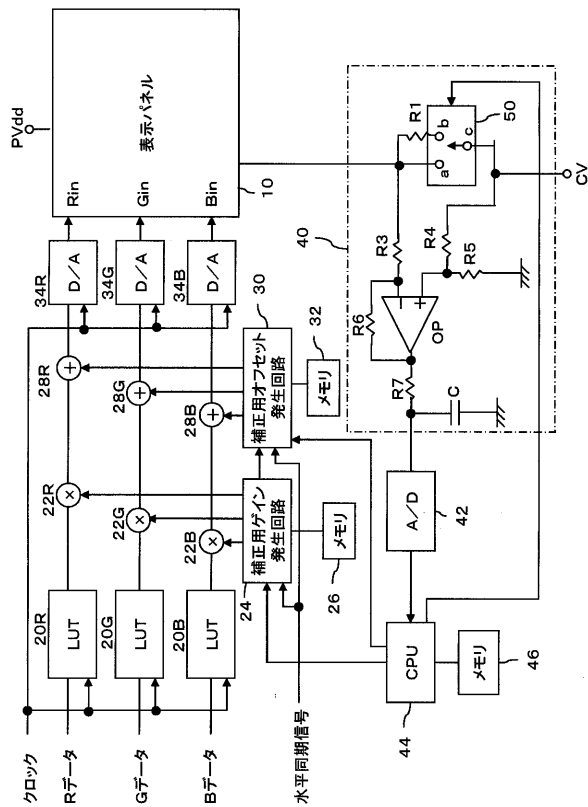 PVdd
クロック
Rデータ
Gデータ
Bデータ
水平同期信号
20R
LUT
20G
LUT
20B
LUT
22R
×
22G
×
22B
×
24
補正用ゲイン
発生回路
26
メモリ
28R
+
28G
+
28B
+
30
補正用オフセット
発生回路
32
メモリ
34R
D/A
34G
D/A
34B
D/A
Rin
Gin
Bin
表示パネル
10
40
R1
a
b
c
50
R3
R4
R5
R6
−
+
OP
R7
C
CV
A/D
42
CPU
44
メモリ
46